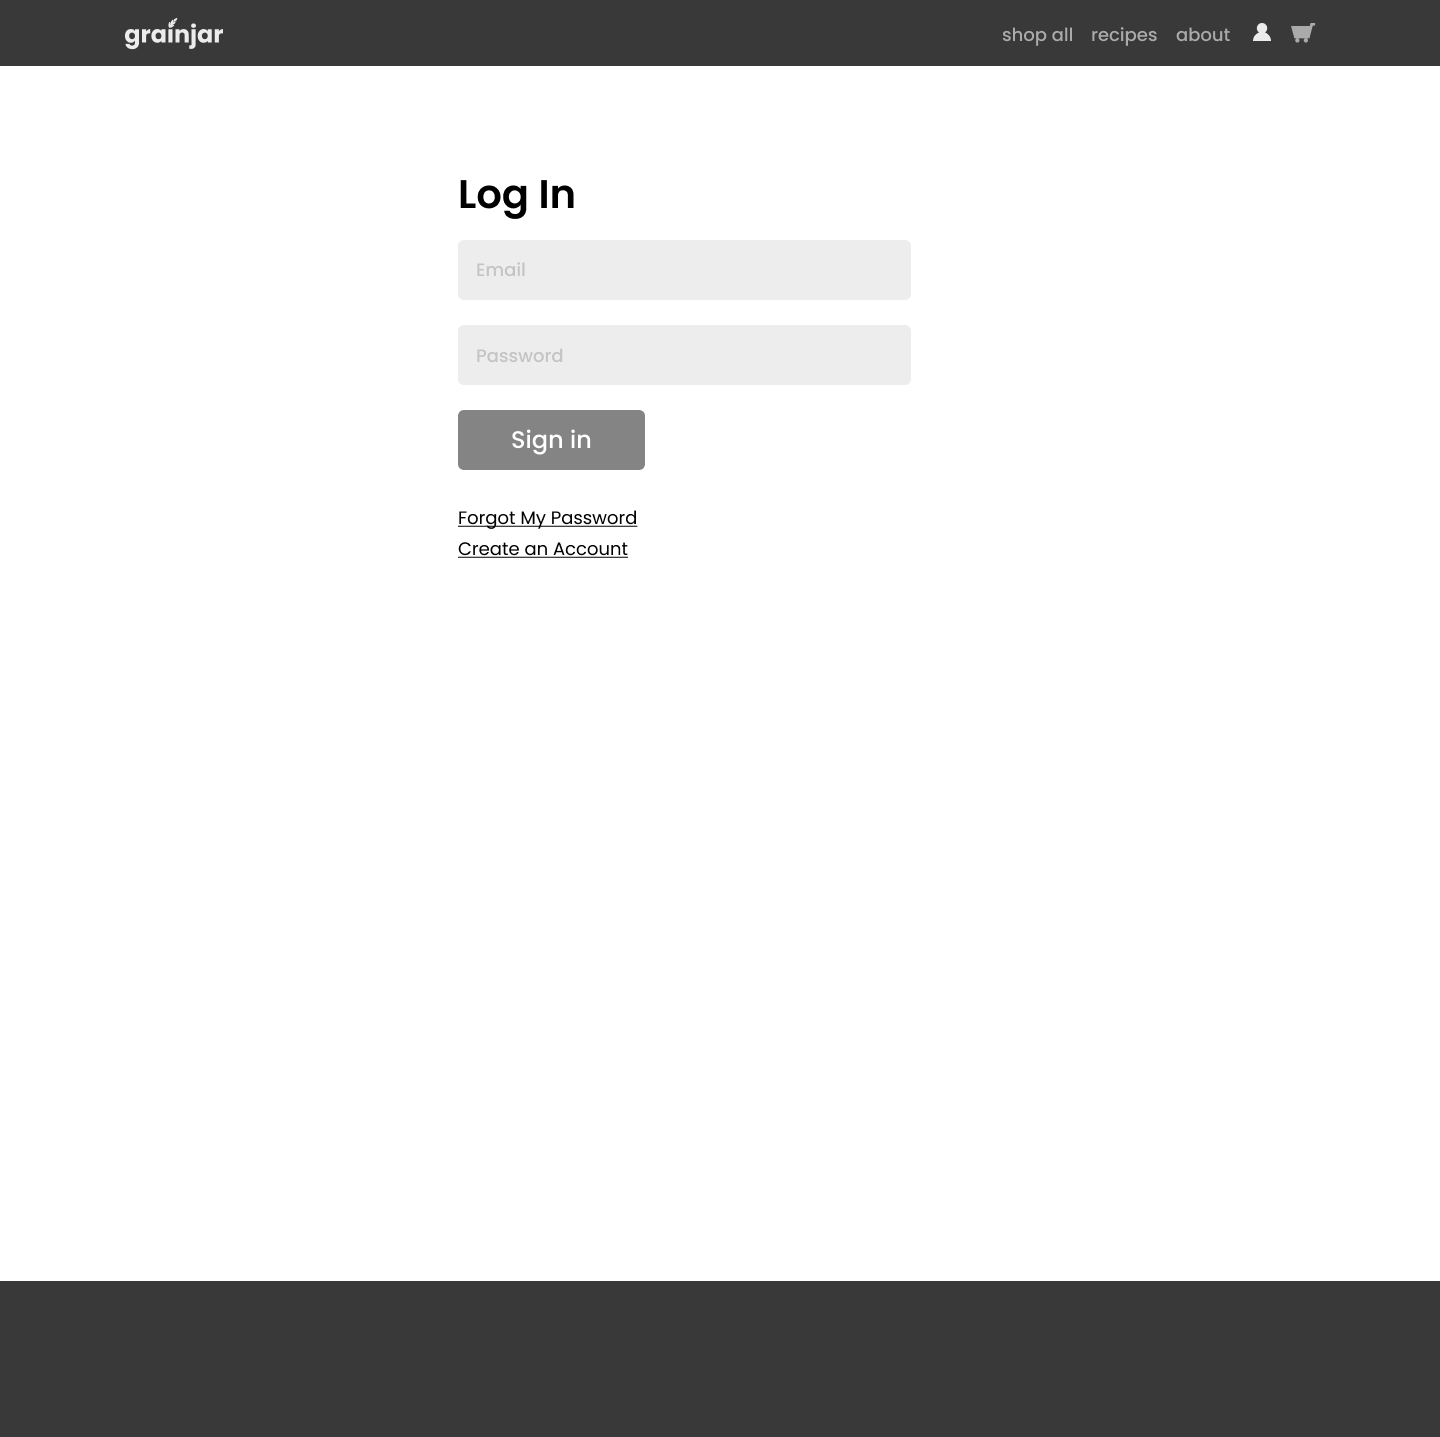 grainjar
shop all recipes about
Log In
Email
Password
Sign in
Forgot My Password
Create an Account